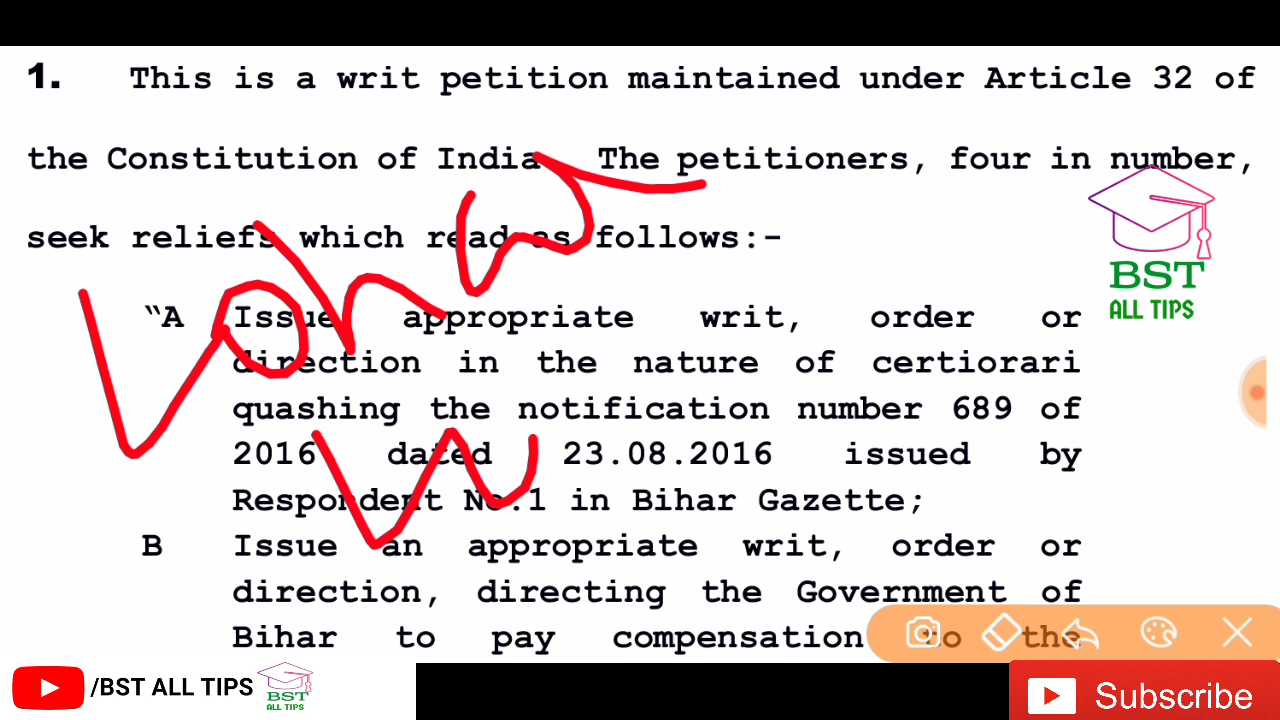 1. This is a writ petition maintained under Article 32 of
the Constitution of India The petitioners, four in number,
seek reliefs which read as follows:-
“A Issue appropriate writ, order or
direction in the nature of certiorari
quashing the notification number 689 of
2016 dated 23.08.2016 issued by
Respondent No.1 in Bihar Gazette;
B Issue an appropriate writ, order or
direction, directing the Government of
Bihar to pay compensation to the
BST
ALL TIPS
/BST ALL TIPS
BST
ALL TIPS
Subscribe